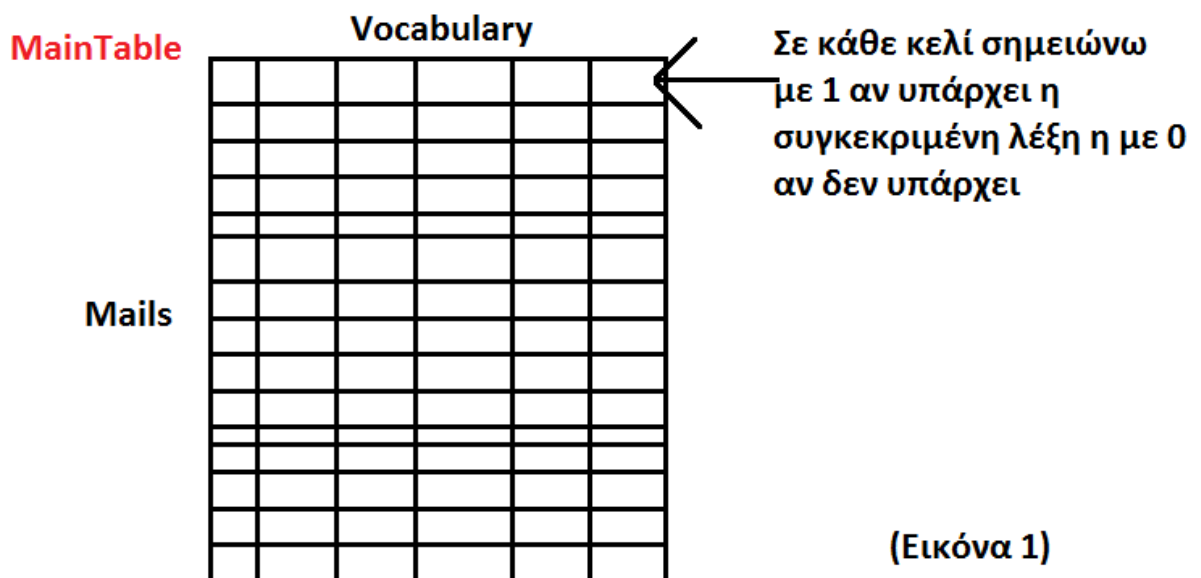 MainTable
Vocabulary
Σε κάθε κελί σημειώνω
με 1 αν υπάρχει η
συγκεκριμένη λέξη η με 0
αν δεν υπάρχει
Mails
(Εικόνα 1)